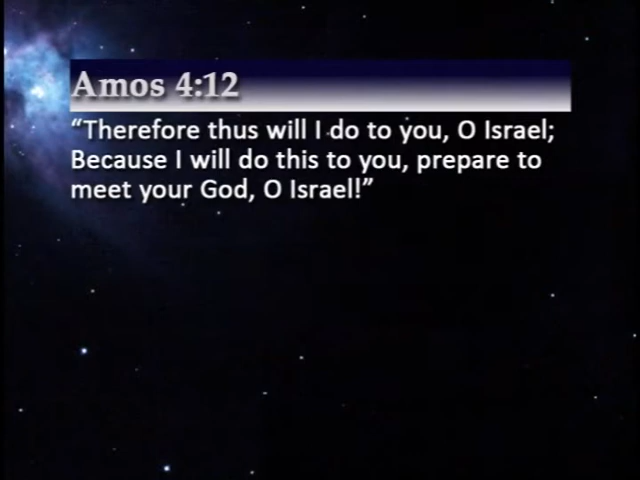 Amos 4:12
“Therefore thus will I do to you, O Israel;
Because I will do this to you, prepare to
meet your God, O Israel!”